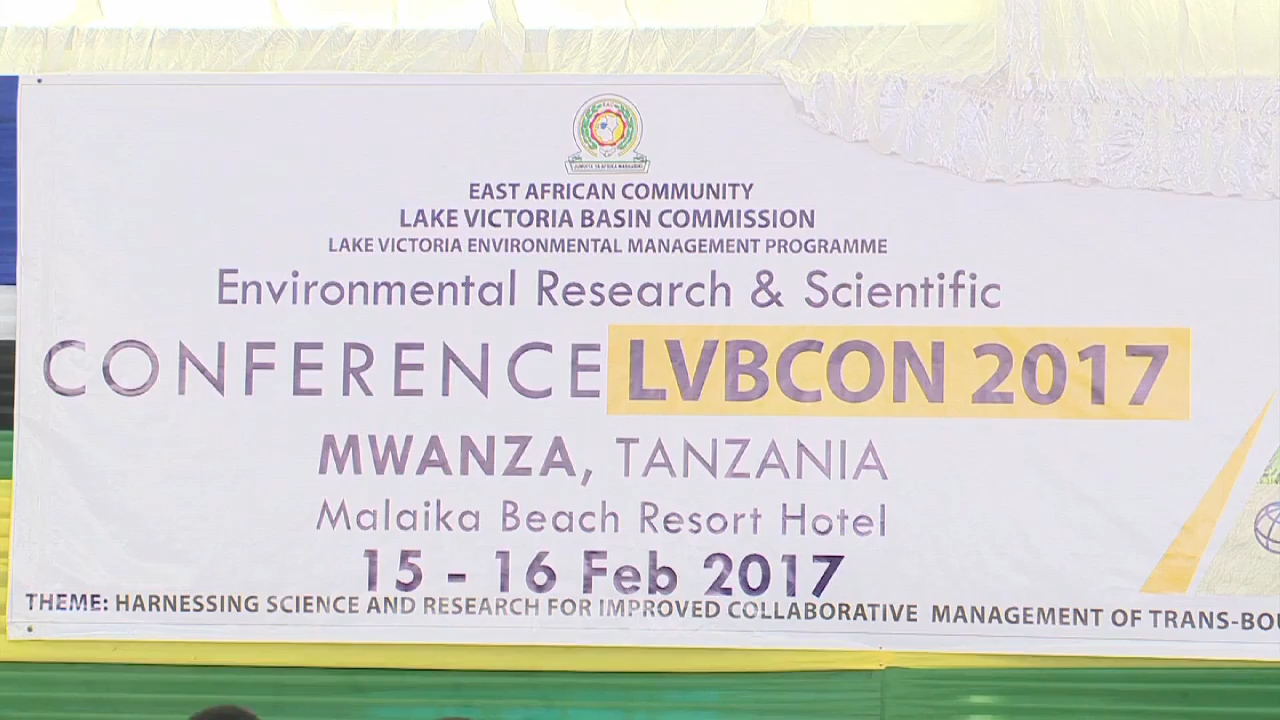 EAST AFRICAN COMMUNITY
LAKE VICTORIA BASIN COMMISSION
LAKE VICTORIA ENVIRONMENTAL MANAGEMENT PROGRAMME
Environmental Research & Scientific
CONFERENCE LVBCON 2017
MWANZA, TANZANIA
Malaika Beach Resort Hotel
15 - 16 Feb 2017
THEME: HARNESSING SCIENCE AND RESEARCH FOR IMPROVED COLLABORATIVE MANAGEMENT OF TRANS-BOU